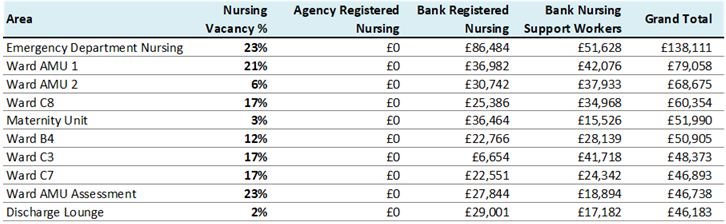 Area Nursing Vacancy % Agency Registered Nursing Bank Registered Nursing Bank Nursing Support Workers Grand Total
Emergency Department Nursing 23% £0 £86,484 £51,628 £138,111
Ward AMU 1 21% £0 £36,982 £42,076 £79,058
Ward AMU 2 6% £0 £30,742 £37,933 £68,675
Ward C8 17% £0 £25,386 £34,968 £60,354
Maternity Unit 3% £0 £36,464 £15,526 £51,990
Ward B4 12% £0 £22,766 £28,139 £50,905
Ward C3 17% £0 £6,654 £41,718 £48,373
Ward C7 17% £0 £22,551 £24,342 £46,893
Ward AMU Assessment 23% £0 £27,844 £18,894 £46,738
Discharge Lounge 2% £0 £29,001 £17,182 £46,183